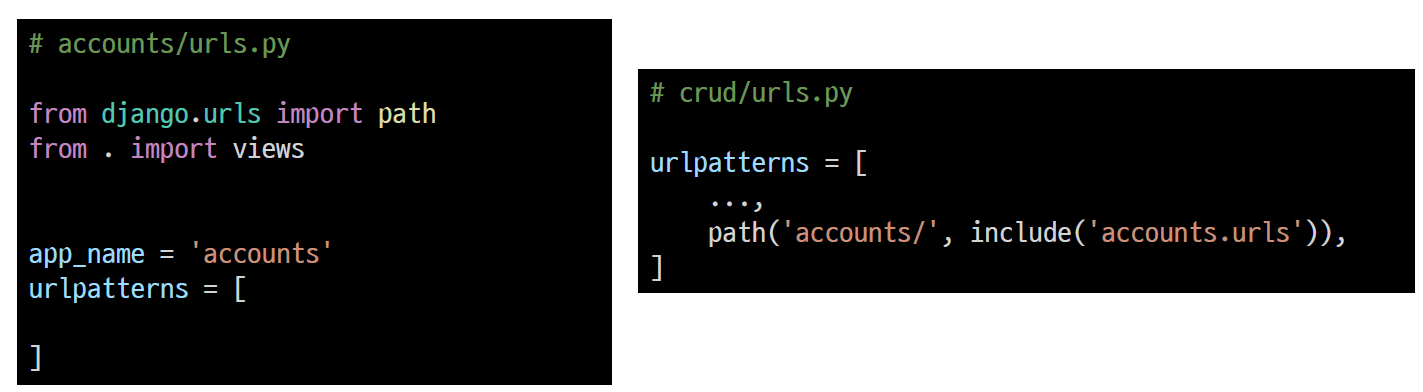 # accounts/urls.py
from django.urls import path
from . import views
app_name = 'accounts'
urlpatterns = [
]
# crud/urls.py
urlpatterns = [
    ...,
    path('accounts/', include('accounts.urls')),
]